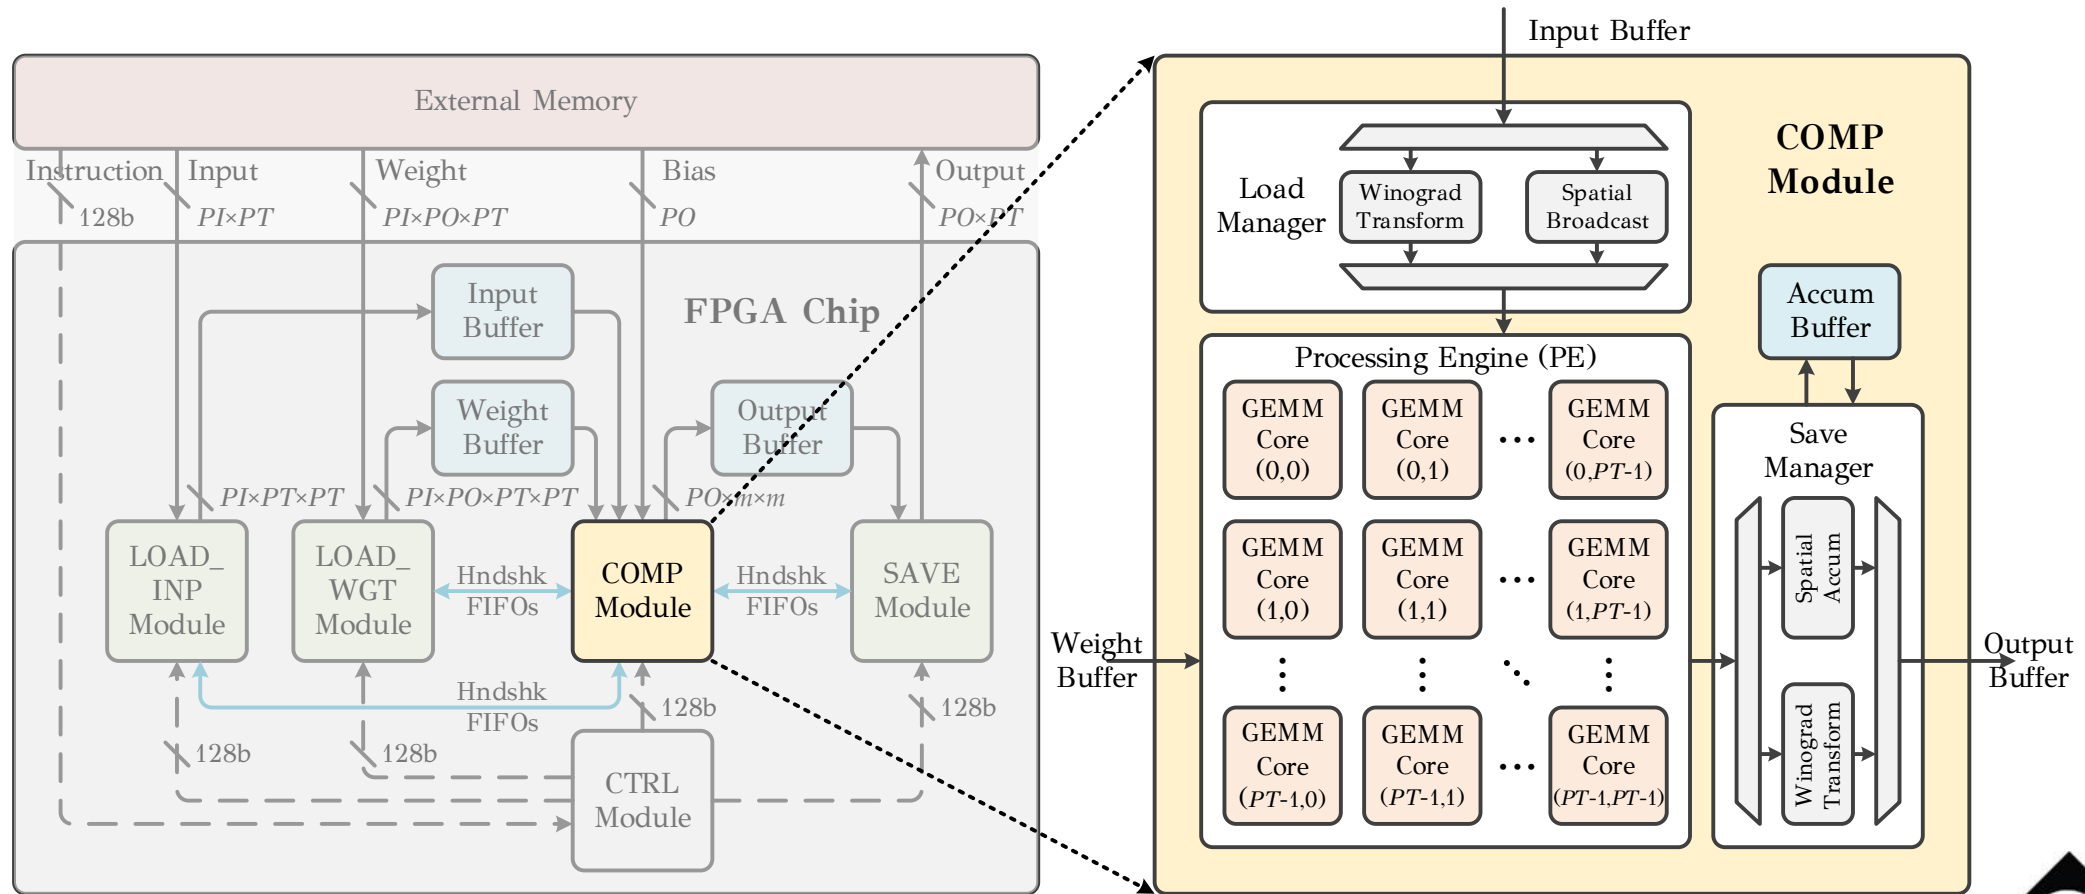 External Memory
Instruction
128b
Input
PI×PT
Weight
PI×PO×PT
Bias
PO
Output
PO×PT
Input
Buffer
FPGA Chip
Weight
Buffer
Output
Buffer
PI×PT×PT
PI×PO×PT×PT
PO×m×m
LOAD_
INP
Module
LOAD_
WGT
Module
Hndshk
FIFOs
COMP
Module
Hndshk
FIFOs
SAVE
Module
Hndshk
FIFOs
128b
128b
128b
128b
CTRL
Module
Input Buffer
COMP
Module
Load
Manager
Winograd
Transform
Spatial
Broadcast
Processing Engine (PE)
GEMM
Core
(0,0)
GEMM
Core
(0,1)
...
GEMM
Core
(0,PT-1)
GEMM
Core
(1,0)
GEMM
Core
(1,1)
...
GEMM
Core
(1,PT-1)
GEMM
Core
(PT-1,0)
GEMM
Core
(PT-1,1)
...
GEMM
Core
(PT-1,PT-1)
Weight
Buffer
Accum
Buffer
Save
Manager
Spatial
Accum
Winograd
Transform
Output
Buffer